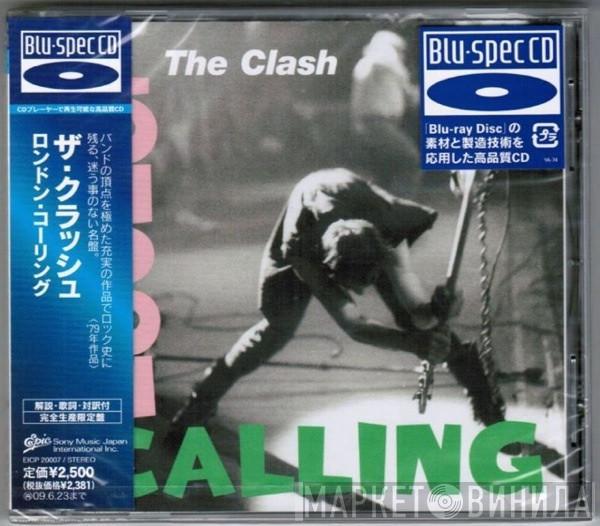 Blu-spec CD
CDプレーヤーで再生可能な高品質CD
ザ・クラッシュ
ロンドン・コーリング
バンドの頂点を極めた充実の作品でロック史に
残る、迷う事のない名盤。
('79年作品)
解説・歌詞・対訳付
完全生産限定盤
Epic
Sony Music Japan
International Inc.
EICP 20007 / STEREO
定価¥2,500
(税抜価格¥2,381)
09.6.23まで
The Clash
CALLING
Blu-spec CD
「Blu-ray Disc」の
素材と製造技術を
応用した高品質CD
プラ
МАРКЕТ ВИНИЛА